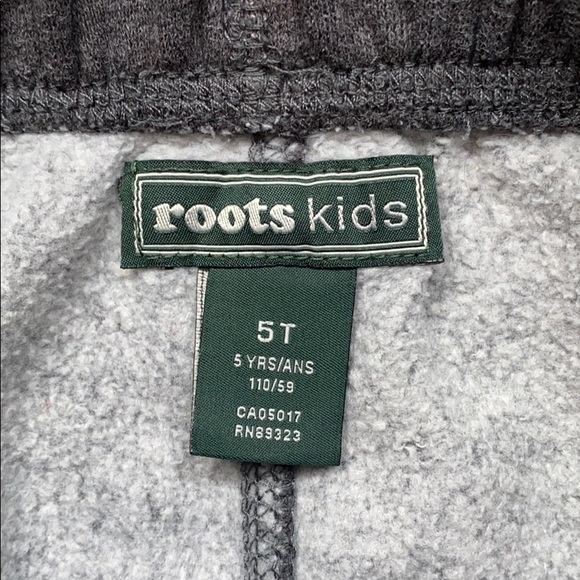 roots kids
5T
5 YRS/ANS
110/59
CA05017
RN89323